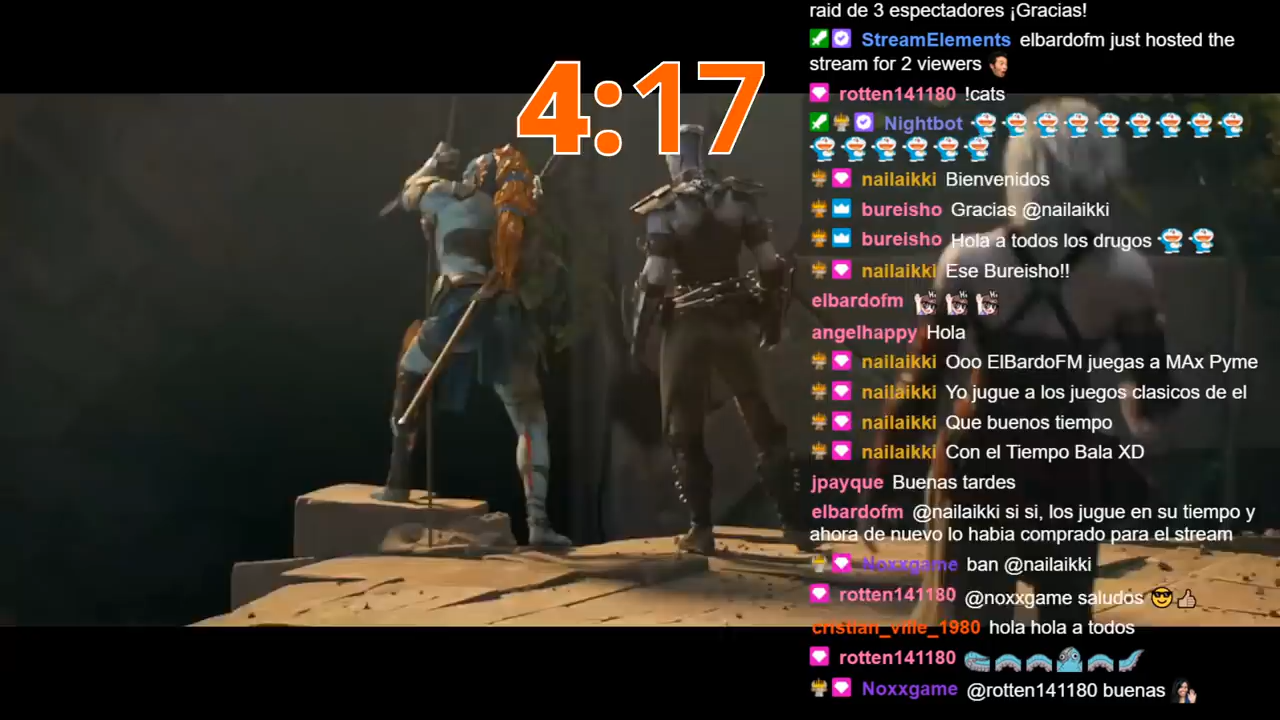 raid de 3 espectadores ¡Gracias!
StreamElements elbardofm just hosted the
stream for 2 viewers
4:17
rotten141180 !cats
Nightbot
nailaikki Bienvenidos
bureisho Gracias @nailaikki
bureisho Hola a todos los drugos
nailaikki Ese Bureisho!!
elbardofm
angelhappy Hola
nailaikki Ooo ElBardoFM juegas a MAx Pyme
nailaikki Yo jugue a los juegos clasicos de el
nailaikki Que buenos tiempo
nailaikki Con el Tiempo Bala XD
jpayque Buenas tardes
elbardofm @nailaikki si si, los jugue en su tiempo y
ahora de nuevo lo habia comprado para el stream
Noxxgame ban @nailaikki
rotten141180 @noxxgame saludos
cristian_ville_1980 hola hola a todos
rotten141180
Noxxgame @rotten141180 buenas